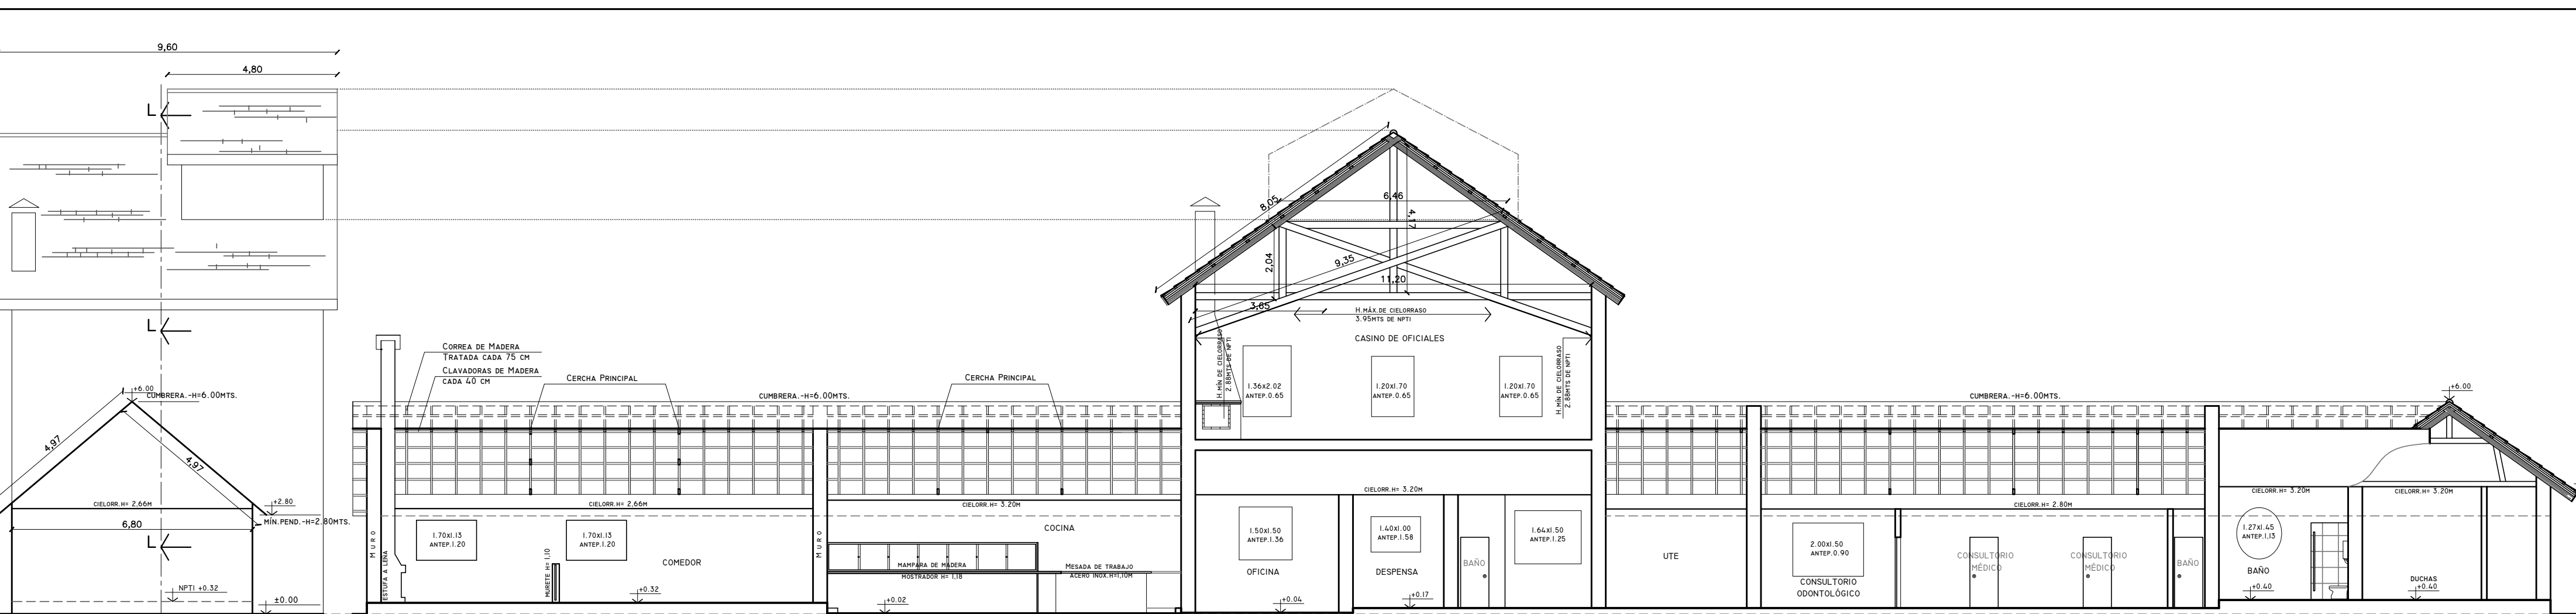 9,60
4,80
L
L
L
+6.00
CUMBRERA.-H=6.00MTS.
4,97
4,97
CIELORR.H= 2,66M
+2.80
MÍN.PEND.-H=2.80MTS.
6,80
NPTI +0.32
±0.00
CORREA DE MADERA
TRATADA CADA 75 CM
CLAVADORAS DE MADERA
CADA 40 CM
CERCHA PRINCIPAL
CUMBRERA.-H=6.00MTS.
CERCHA PRINCIPAL
MURO
ESTUFA A LEÑA
CIELORR.H= 2,66M
1.70x1.13
ANTEP.1.20
1.70x1.13
ANTEP.1.20
MURETE H= 1,10
COMEDOR
+0.32
MURO
CIELORR.H= 3.20M
COCINA
MAMPARA DE MADERA
MOSTRADOR H= 1,18
MESADA DE TRABAJO
ACERO INOX.H=1,10M
+0.02
8,05
6,46
4,17
2,04
9,35
11,20
3,65
H.MÁX.DE CIELORRASO
3.95MTS DE NPTI
CASINO DE OFICIALES
H.MÍN DE CIELORRASO
2.88MTS DE NPTI
1.36x2.02
ANTEP.0.65
1.20x1.70
ANTEP.0.65
1.20x1.70
ANTEP.0.65
H.MÍN DE CIELORRASO
2.88MTS DE NPTI
CIELORR.H= 3.20M
1.50x1.50
ANTEP.1.36
OFICINA
+0.04
1.40x1.00
ANTEP.1.58
DESPENSA
+0.17
BAÑO
1.64x1.50
ANTEP.1.25
UTE
CUMBRERA.-H=6.00MTS.
CIELORR.H= 2.80M
2.00x1.50
ANTEP.0.90
CONSULTORIO
ODONTOLÓGICO
CONSULTORIO
MÉDICO
CONSULTORIO
MÉDICO
BAÑO
+6.00
CIELORR.H= 3.20M
1.27x1.45
ANTEP.1,13
BAÑO
+0.40
CIELORR.H= 3.20M
DUCHAS
+0.40